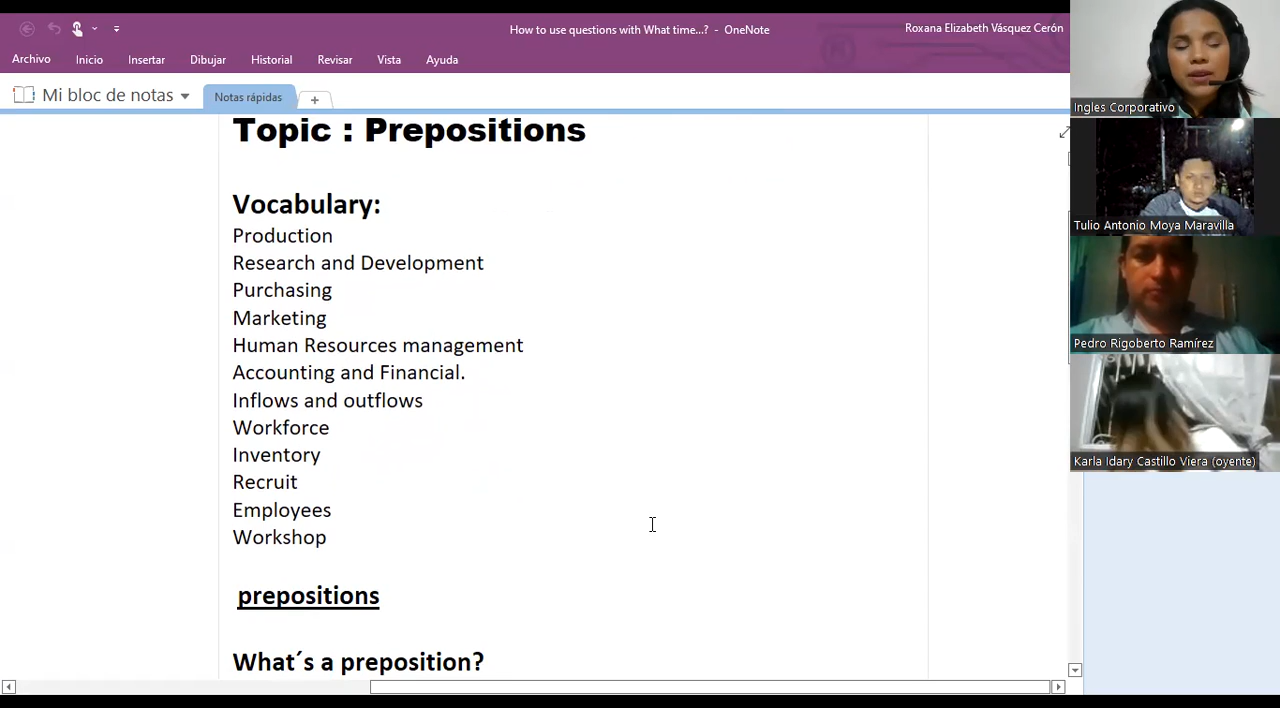 How to use questions with What time...? - OneNote
Roxana Elizabeth Vásquez Cerón
Archivo Inicio Insertar Dibujar Historial Revisar Vista Ayuda
Mi bloc de notas Notas rápidas
Topic : Prepositions
Vocabulary:
Production
Research and Development
Purchasing
Marketing
Human Resources management
Accounting and Financial.
Inflows and outflows
Workforce
Inventory
Recruit
Employees
Workshop
prepositions
What´s a preposition?
Ingles Corporativo
Tulio Antonio Moya Maravilla
Pedro Rigoberto Ramírez
Karla Idary Castillo Viera (oyente)